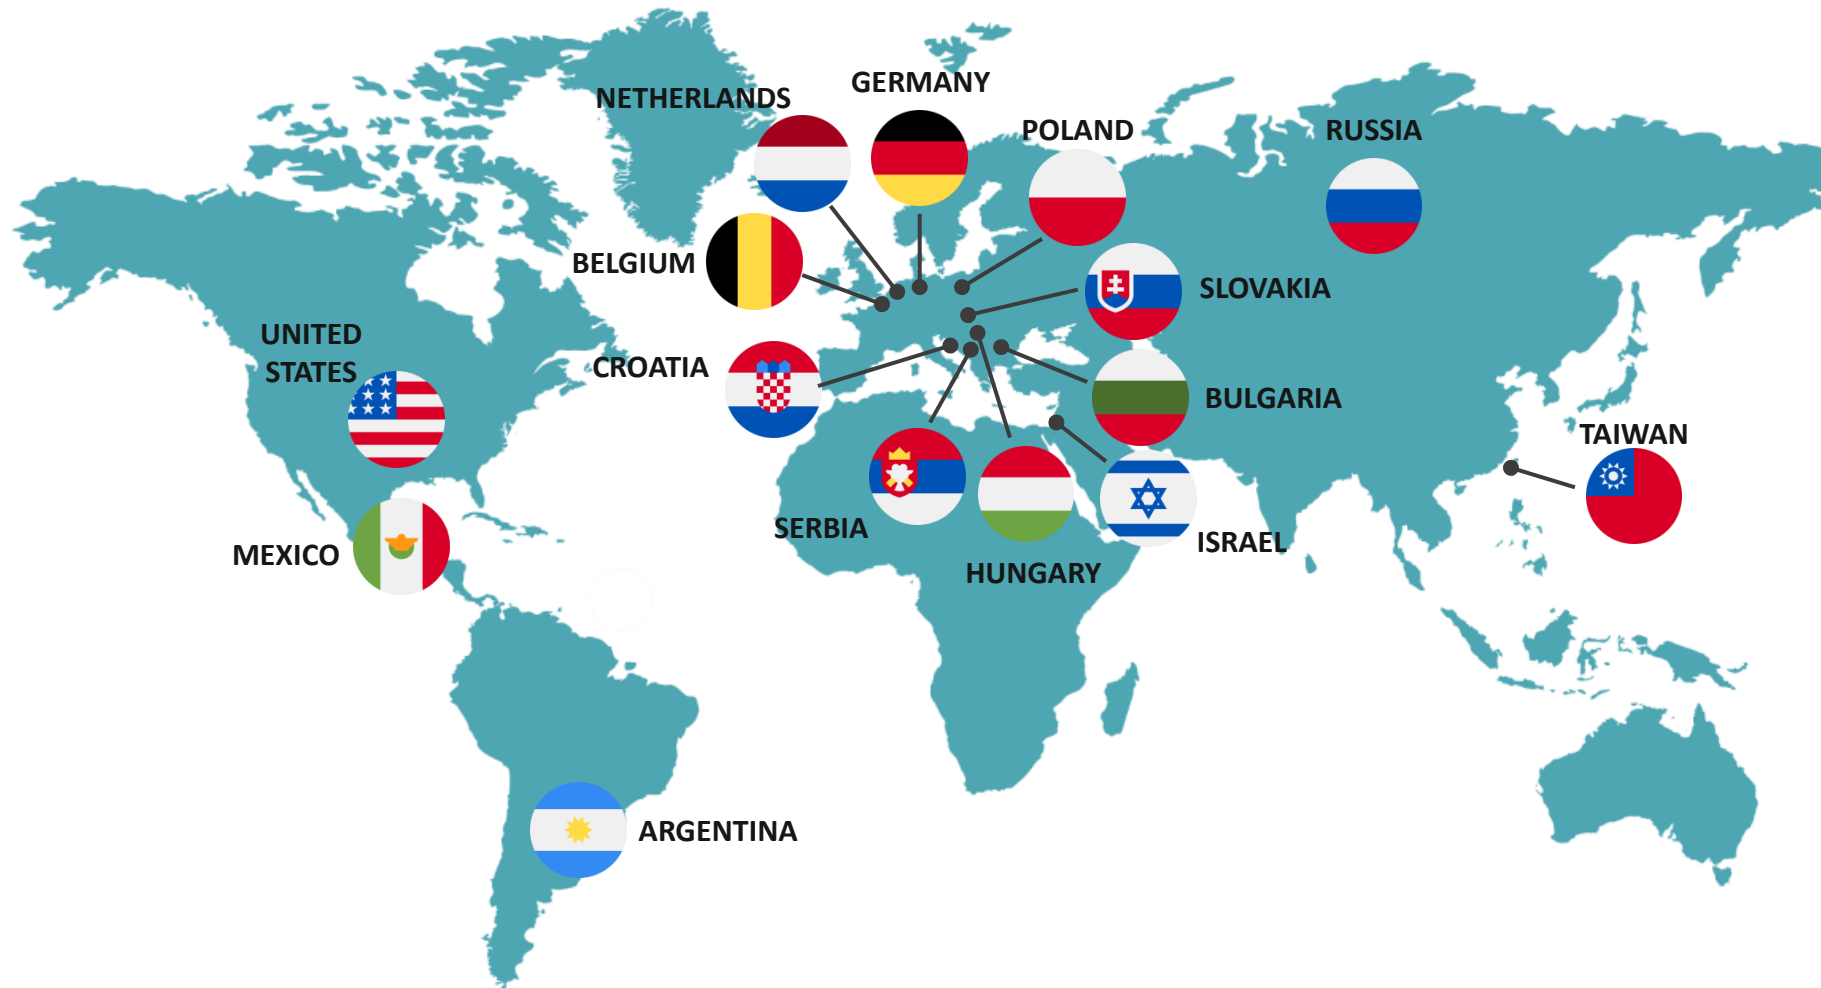 GERMANY
NETHERLANDS
POLAND
RUSSIA
BELGIUM
SLOVAKIA
UNITED
STATES
CROATIA
BULGARIA
TAIWAN
SERBIA
ISRAEL
MEXICO
HUNGARY
ARGENTINA